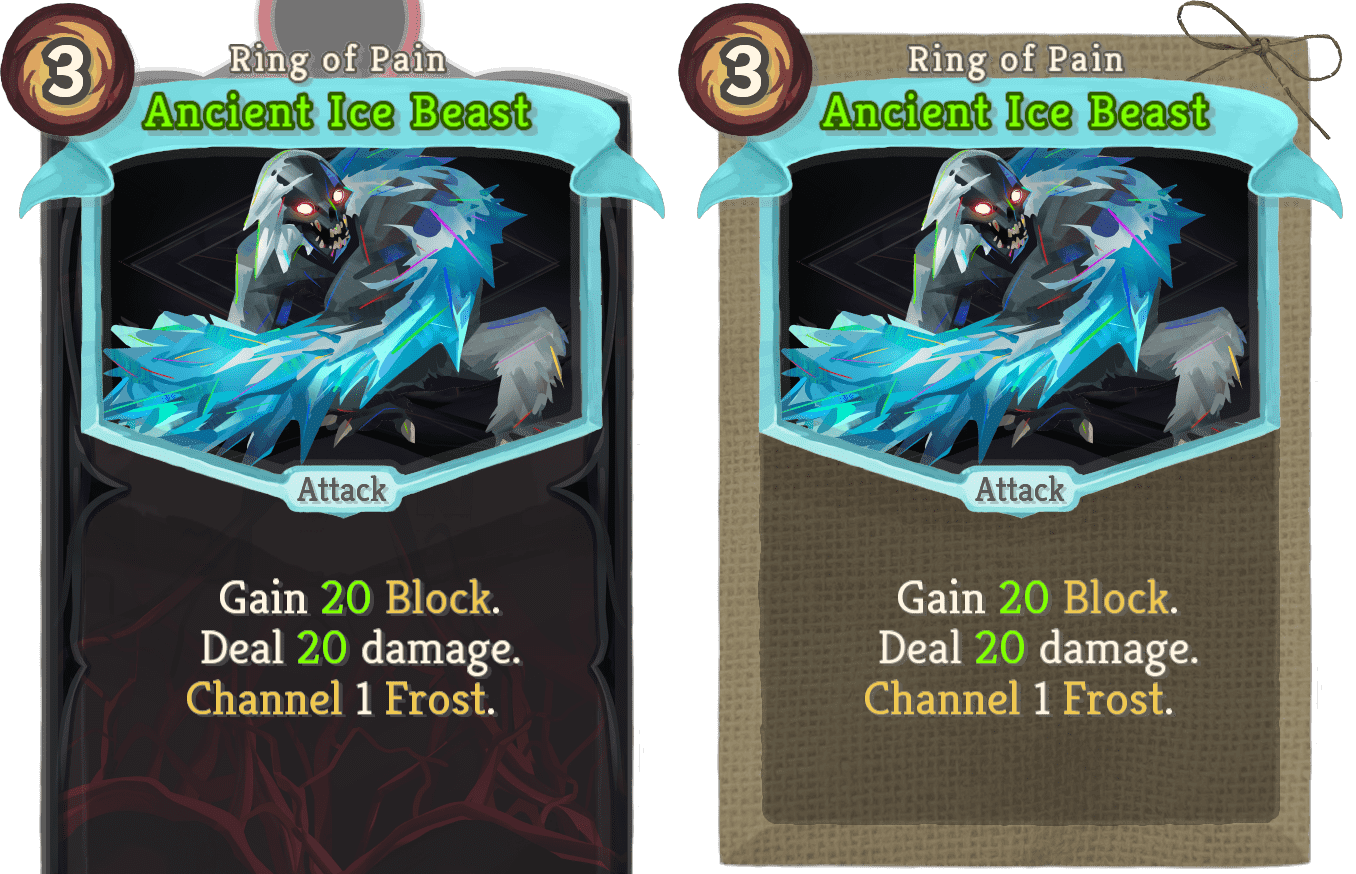 3
Ring of Pain
Ancient Ice Beast
Attack
Gain 20 Block.
Deal 20 damage.
Channel 1 Frost.
3
Ring of Pain
Ancient Ice Beast
Attack
Gain 20 Block.
Deal 20 damage.
Channel 1 Frost.